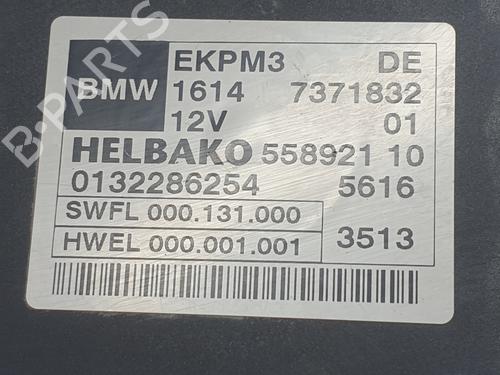 BMW EKPM3 DE
1614 7371832
12V 01
HELBAKO 558921 10
0132286254 5616
SWFL 000.131.000
HWEL 000.001.001 3513
B-PARTS